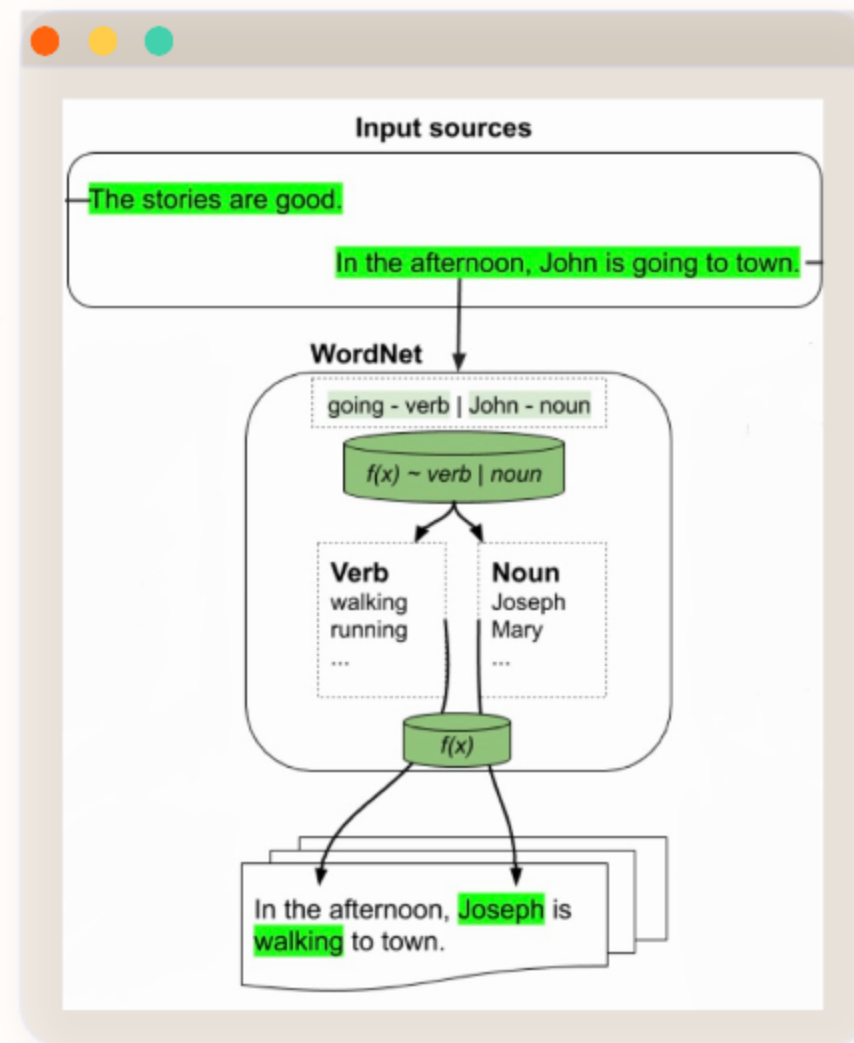 Input sources
The stories are good.
In the afternoon, John is going to town.
WordNet
going - verb | John - noun
f(x) ~ verb | noun
Verb
walking
running
...
Noun
Joseph
Mary
...
f(x)
In the afternoon, Joseph is
walking to town.